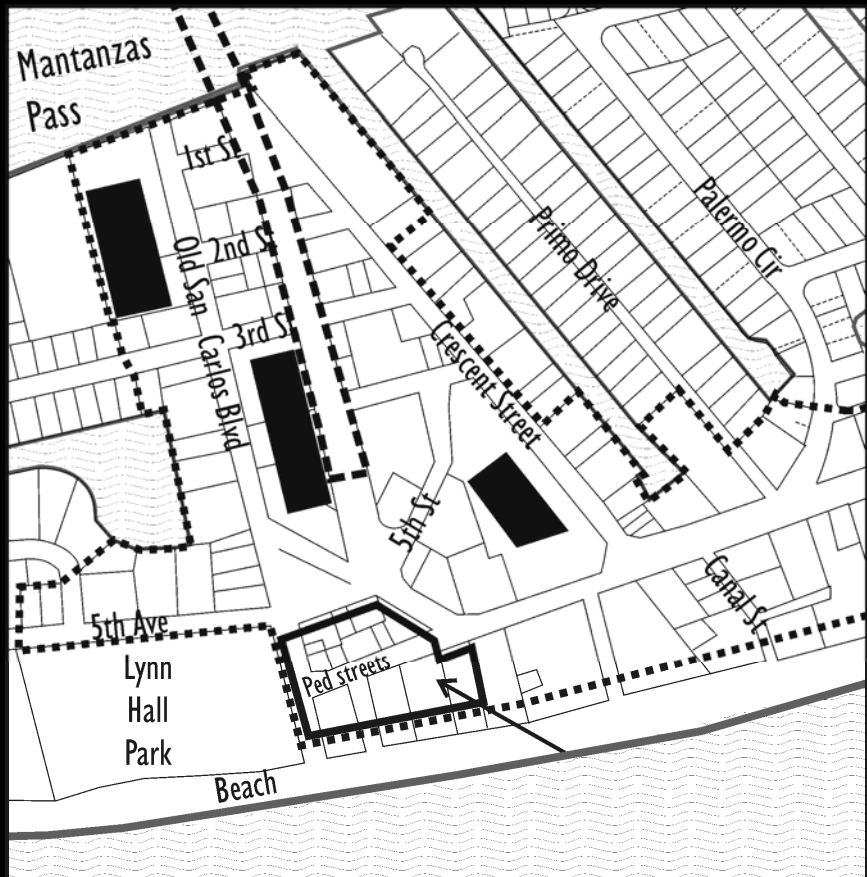 Mantanzas
Pass
1st St
Old San
Carlos Blvd
2nd St
3rd S
Crescent Street
Primo Drive
Palermo Cir
5th St
Canal St
5th Ave
Lynn
Hall
Park
Ped streets
Beach